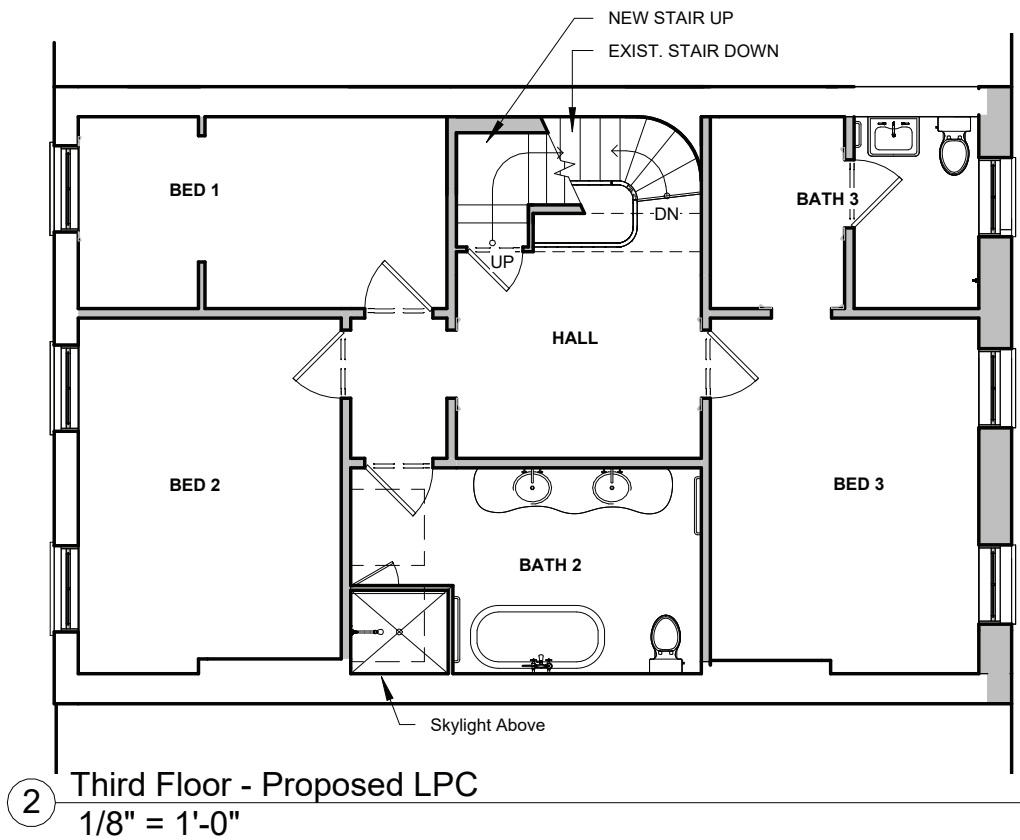 NEW STAIR UP
EXIST. STAIR DOWN
BED 1
BATH 3
DN
UP
HALL
BED 2
BED 3
BATH 2
Skylight Above
2
Third Floor - Proposed LPC
1/8" = 1'-0"